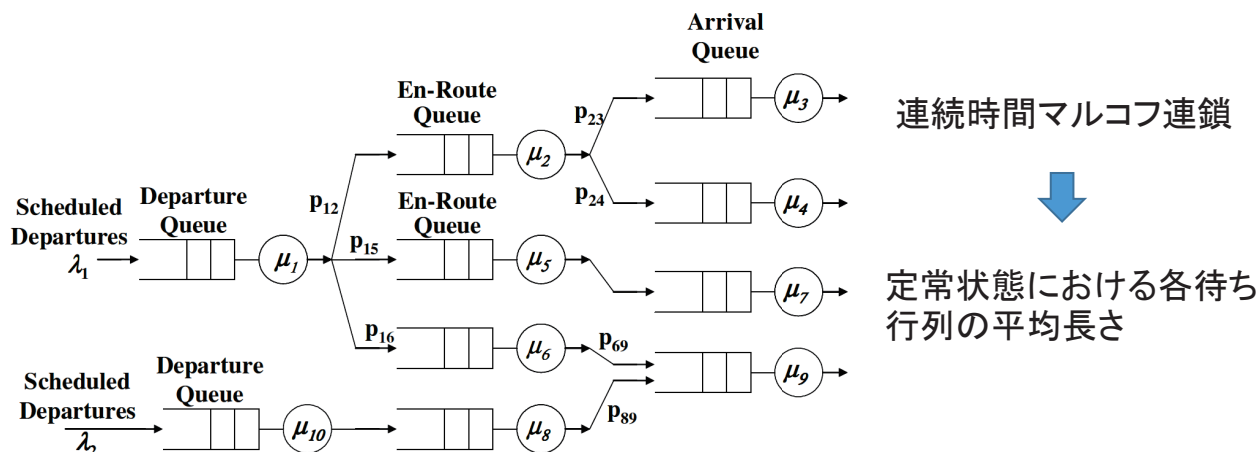 Arrival
Queue
μ3
En-Route
Queue
p23
μ2
p24
μ4
連続時間マルコフ連鎖
Scheduled
Departures
λ1
Departure
Queue
μ1
p12
p15
p16
En-Route
Queue
μ5
μ7
定常状態における各待ち
行列の平均長さ
μ6
p69
μ9
Scheduled
Departures
λ2
Departure
Queue
μ10
μ8
p89